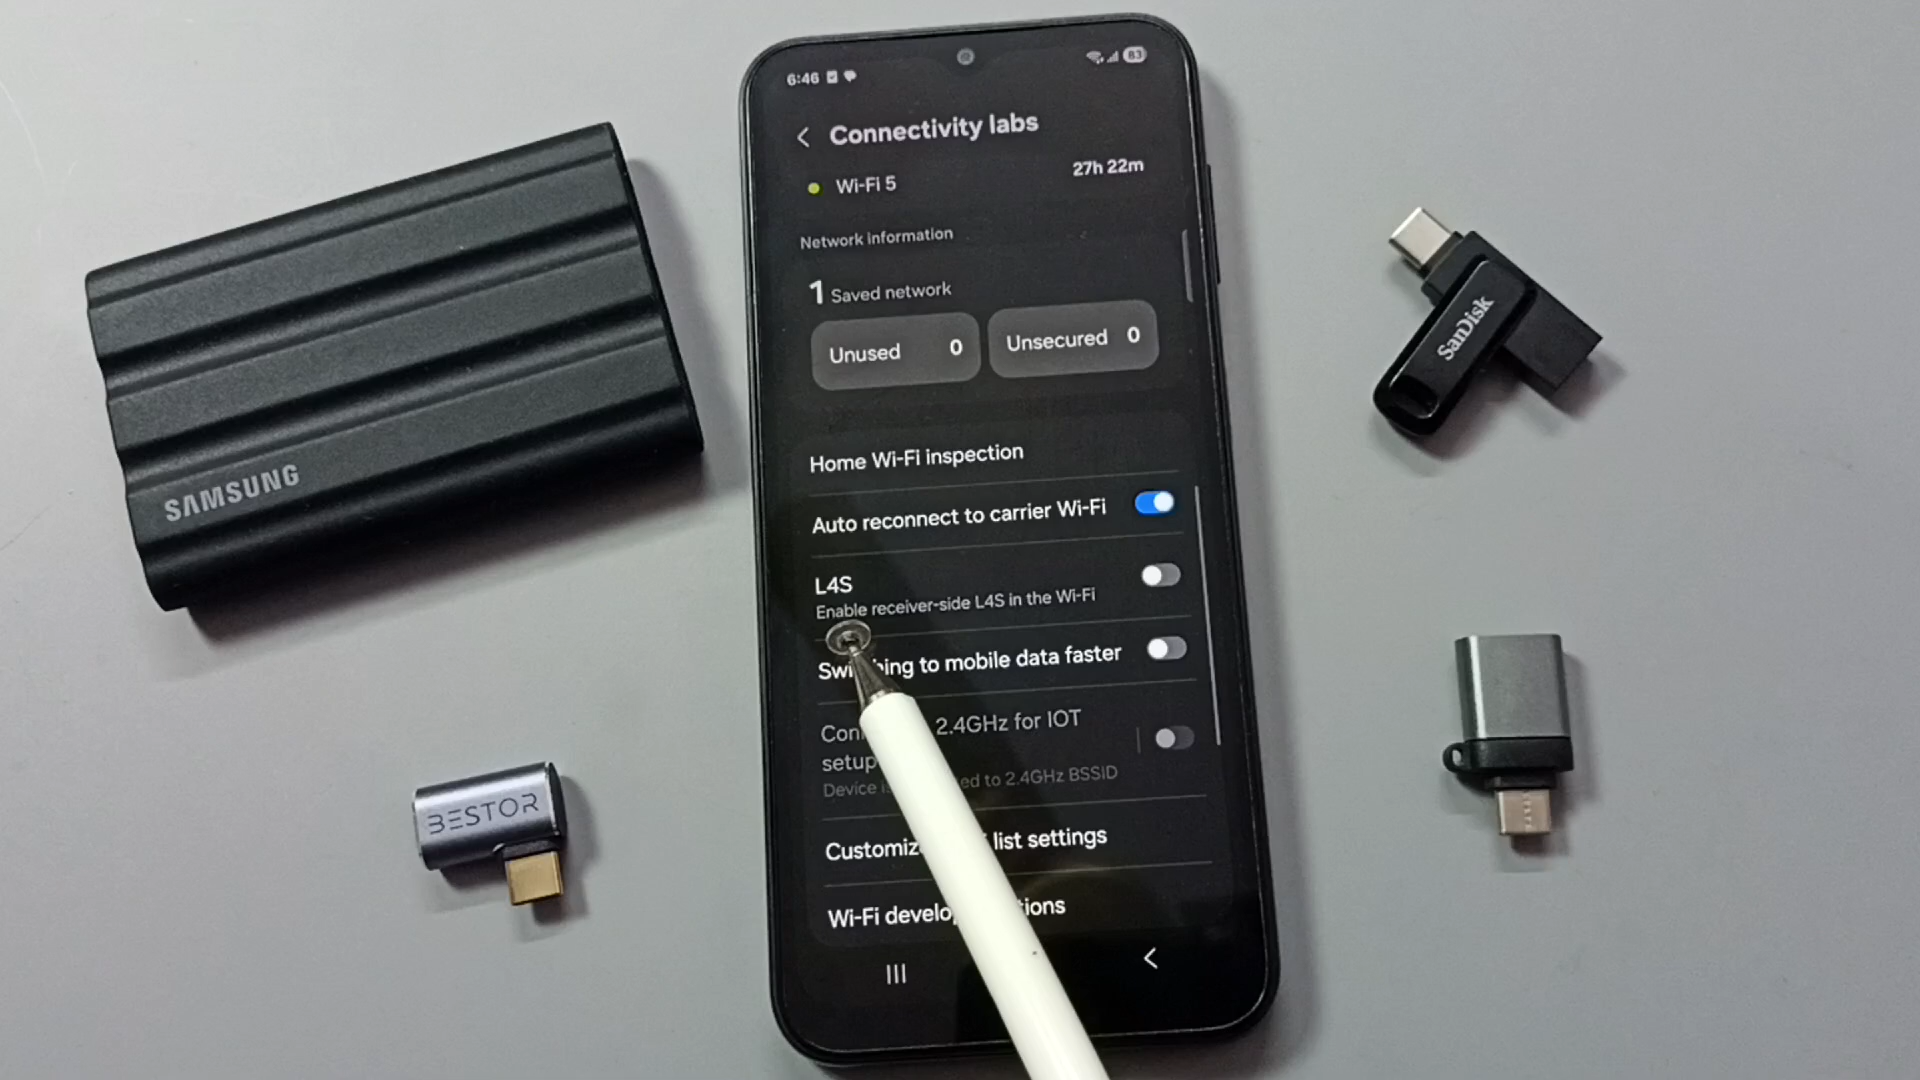 6:46
83
Connectivity labs
Wi-Fi 5
27h 22m
Network information
1 Saved network
Unused 0
Unsecured 0
Home Wi-Fi inspection
Auto reconnect to carrier Wi-Fi
L4S
Enable receiver-side L4S in the Wi-Fi
to mobile data faster
2.4GHz for IOT
setup
Device to 2.4GHz BSSID
list settings
Wi-Fi
SAMSUNG
SanDisk
BESTOR